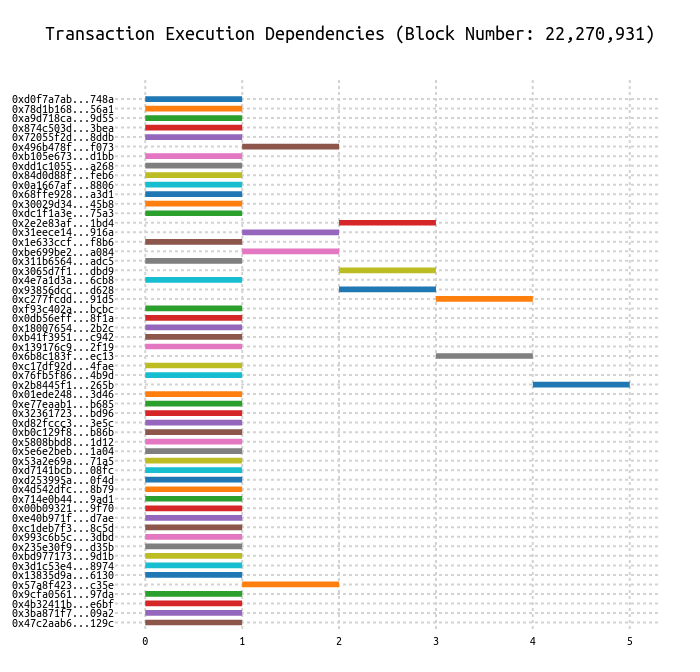 Transaction Execution Dependencies (Block Number: 22,270,931)
0xd0f7a7ab...748a
0x78d1b168...56a1
0xa9d718ca...9d55
0x874c503d...3bea
0x72055f2d...8ddb
0x496b478f...f073
0xb105e673...d1bb
0xdd1c1055...a268
0x84d0d88f...feb6
0x0a1667af...8806
0x68ffe928...a3d1
0x30029d34...45b8
0xdc1f1a3e...75a3
0x2e2e83af...1bd4
0x31eece14...916a
0x1e633ccf...f8b6
0xbe699be2...a084
0x311b6564...adc5
0x3065d7f1...dbd9
0x4e7a1d3a...6cb8
0x93856dcc...d628
0xc277fcdd...91d5
0xf93c402a...bcbc
0x0db56eff...8f1a
0x18007654...2b2c
0xb41f3951...c942
0x139176c9...2f19
0x6b8c183f...ec13
0xc17df92d...4fae
0x76fb5f86...4b9d
0x2b8445f1...265b
0x01ede248...3d46
0xe77eaab1...b685
0x32361723...bd96
0xd82fccc3...3e5c
0xb0c129f8...b86b
0x5808bbd8...1d12
0x5e6e2beb...1a04
0x53a2e69a...71a5
0xd7141bcb...08fc
0xd253995a...0f4d
0x4d542dfc...8b79
0x714e0b44...9ad1
0x00b09321...9f70
0xe40b971f...d7ae
0xc1deb7f3...8c5d
0x993c6b5c...3dbd
0x235e30f9...d35b
0xbd977173...9d1b
0x3d1c53e4...8974
0x13835d9a...6130
0x57a8f423...c35e
0x9cfa0561...97da
0x4b32411b...e6bf
0x3ba871f7...09a2
0x47c2aab6...129c
0 1 2 3 4 5